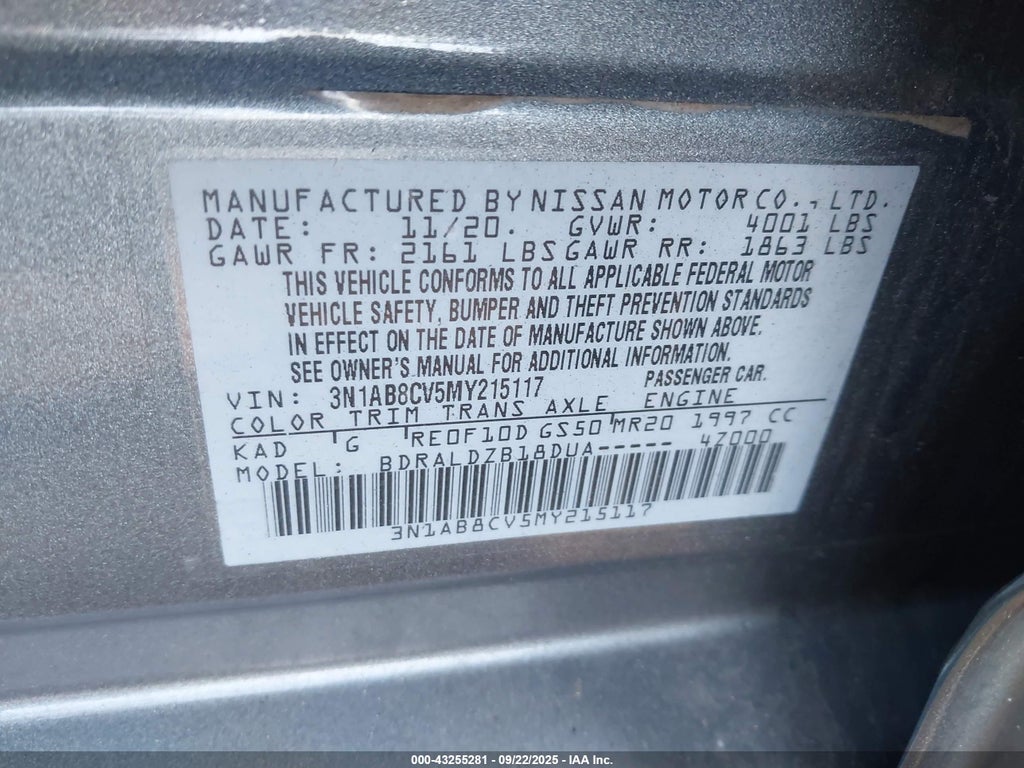 MANUFACTURED BY NISSAN MOTOR CO., LTD.
DATE: 11/20. GVWR: 4001 LBS
GAWR FR: 2161 LBS GAWR RR: 1863 LBS
THIS VEHICLE CONFORMS TO ALL APPLICABLE FEDERAL MOTOR
VEHICLE SAFETY, BUMPER AND THEFT PREVENTION STANDARDS
IN EFFECT ON THE DATE OF MANUFACTURE SHOWN ABOVE.
SEE OWNER'S MANUAL FOR ADDITIONAL INFORMATION.
VIN: 3N1AB8CV5MY215117 PASSENGER CAR.
COLOR TRIM TRANS AXLE ENGINE
KAD G RE0F10D GS50 MR20 1997 CC
MODEL: BDRALDZB18DUA----- 4Z000
3N1AB8CV5MY215117
000-43255281 - 09/22/2025 - IAA Inc.